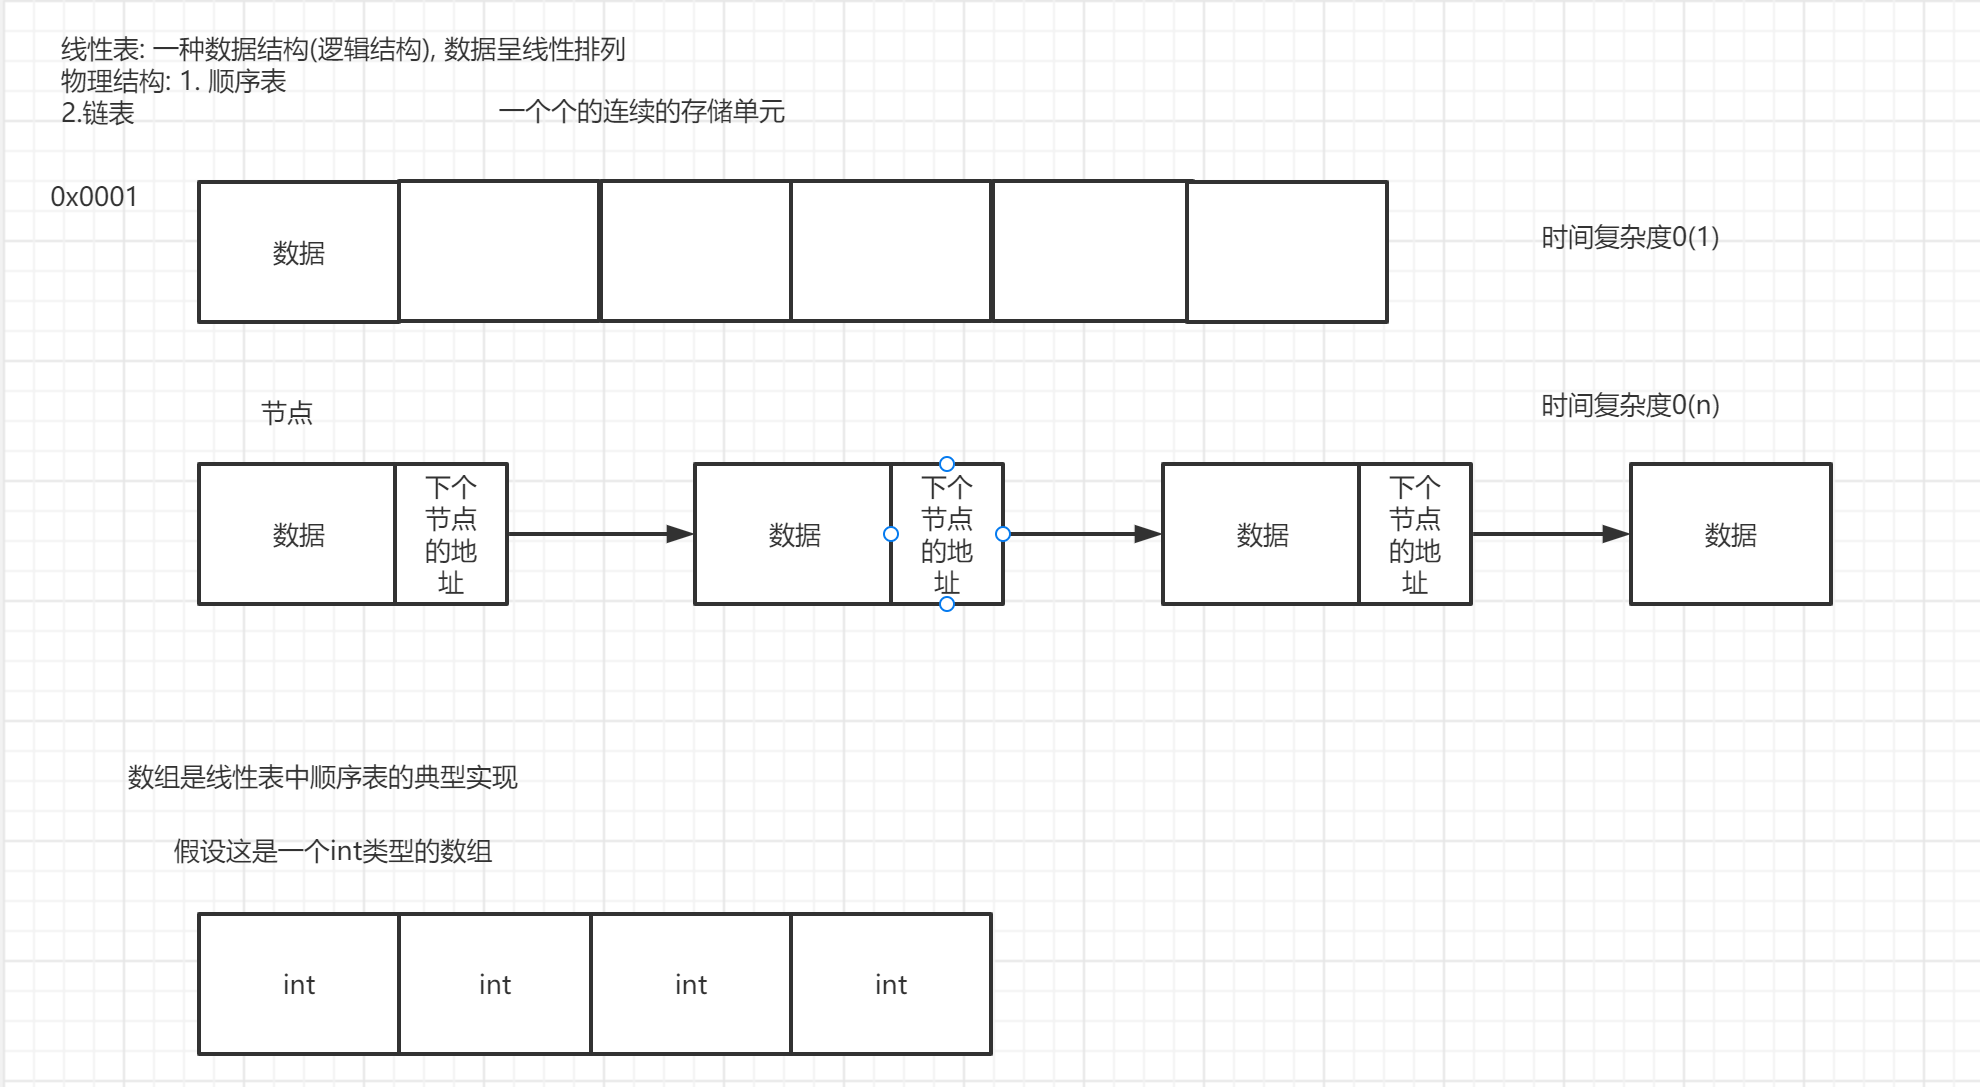 线性表: 一种数据结构(逻辑结构), 数据呈线性排列
物理结构: 1. 顺序表
2.链表
一个个的连续的存储单元
0x0001
数据
时间复杂度0(1)
节点
时间复杂度0(n)
数据
下个
节点
的地
址
数据
下个
节点
的地
址
数据
下个
节点
的地
址
数据
数组是线性表中顺序表的典型实现
假设这是一个int类型的数组
int
int
int
int